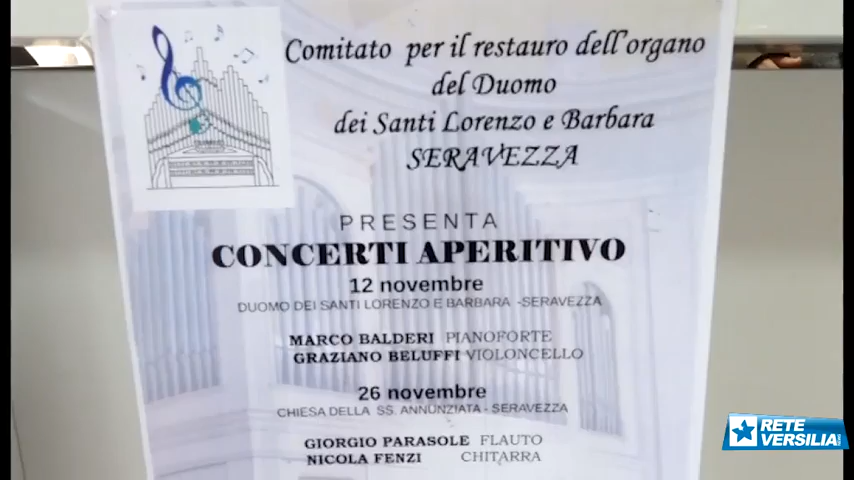 Comitato per il restauro dell'organo
del Duomo
dei Santi Lorenzo e Barbara
SERAVEZZA
PRESENTA
CONCERTI APERITIVO
12 novembre
DUOMO DEI SANTI LORENZO E BARBARA -SERAVEZZA
MARCO BALDERI PIANOFORTE
GRAZIANO BELUFFI VIOLONCELLO
26 novembre
CHIESA DELLA SS. ANNUNZIATA - SERAVEZZA
GIORGIO PARASOLE FLAUTO
NICOLA FENZI CHITARRA
RETE
VERSILIA